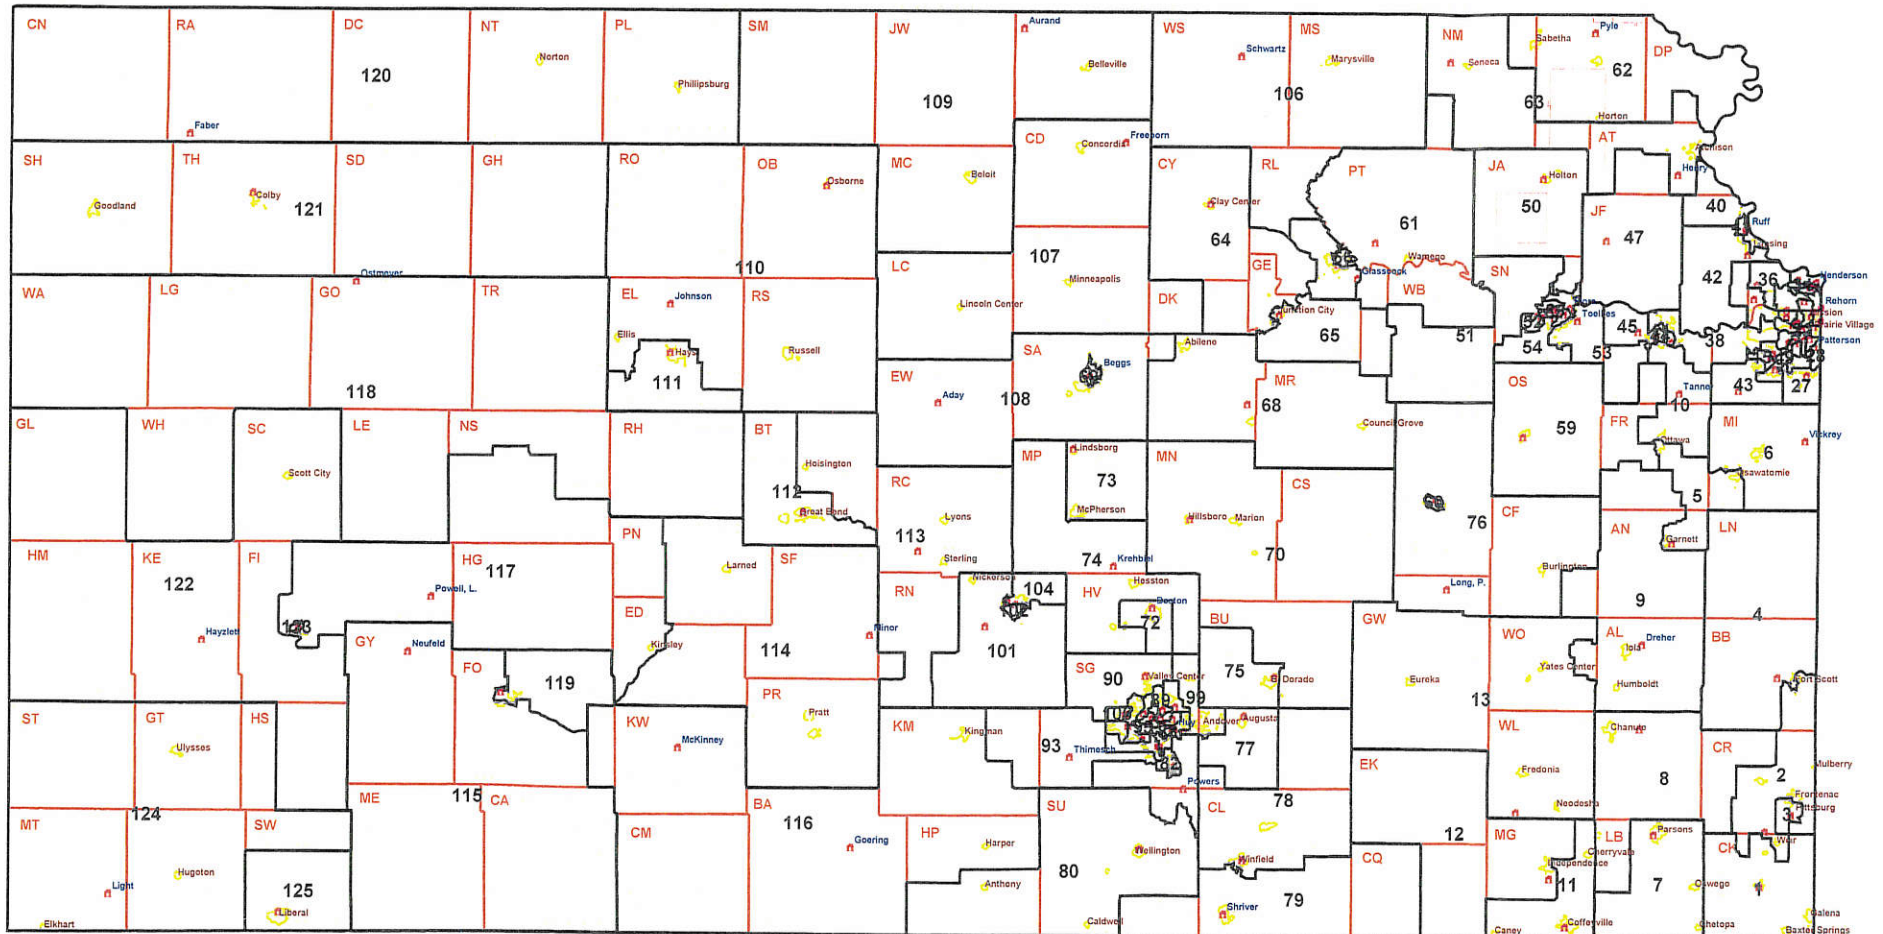 CN
RA
DC
NT
PL
SM
JW
Aurand
WS
MS
NM
Sabetha
Pyle
DP
Norton
120
Phillipsburg
109
Belleville
Schwartz
Marysville
106
Seneca
62
63
Horton
Faber
CD
Concordia
Freeborn
AT
Atchison
SH
TH
SD
GH
RO
OB
MC
CY
RL
PT
JA
Goodland
Colby
121
Osborne
Beloit
Clay Center
64
61
Holton
50
Henry
JF
47
40
Ruff
Lansing
110
107
LC
GE
Wamego
SN
42
36
Henderson
Ostmeyer
WA
LG
GO
TR
EL
Johnson
RS
Minneapolis
Lincoln Center
DK
WB
Rehorn
Ellis
Hays
Russell
Junction City
65
51
54
53
45
38
Prairie Village
Patterson
111
118
SA
Beggs
Abilene
EW
Aday
108
MR
68
Council Grove
OS
59
Tanner
10
43
27
GL
WH
SC
LE
NS
RH
BT
Hoisington
Scott City
112
Great Bend
MP
Lindsborg
73
McPherson
MN
CS
FR
Ottawa
MI
Vickrey
6
Osawatomie
RC
Lyons
113
Sterling
Hillsboro
Marion
70
76
5
CF
AN
LN
Garnett
HM
KE
FI
HG
117
PN
Larned
SF
74
Krehbiel
Burlington
122
Powell, L.
Nickerson
104
HV
Hesston
Long, P.
9
4
ED
RN
Denton
72
Hayzlett
Neufeld
GY
Kinsley
Minor
114
101
BU
GW
WO
AL
Dreher
Iola
BB
FO
119
SG
90
Valley Center
99
75
El Dorado
Eureka
13
Yates Center
Humboldt
Fort Scott
ST
GT
HS
PR
Pratt
Ulysses
KW
McKinney
KM
Kingman
93
Thimesch
Andover
Augusta
77
WL
Chanute
CR
Fredonia
8
2
Mulberry
Frontenac
Pittsburg
3
Powers
EK
124
115
ME
CA
BA
116
SU
CL
78
12
Neodesha
MT
SW
CM
Goering
HP
Harper
Wellington
Winfield
CQ
MG
Cherryvale
LB
Parsons
CK
Weir
Independence
Hugoton
Light
125
Liberal
Anthony
80
79
Shriver
11
7
Oswego
Elkhart
Caldwell
Caney
Coffeyville
Chetopa
Galena
Baxter Springs